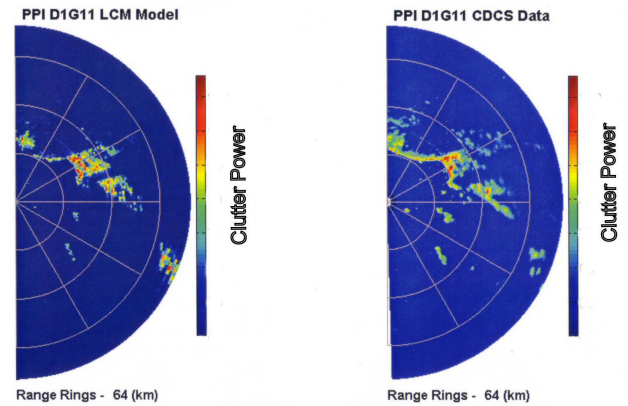 PPI D1G11 LCM Model
PPI D1G11 CDCS Data
Clutter Power
Clutter Power
Range Rings - 64 (km)
Range Rings - 64 (km)